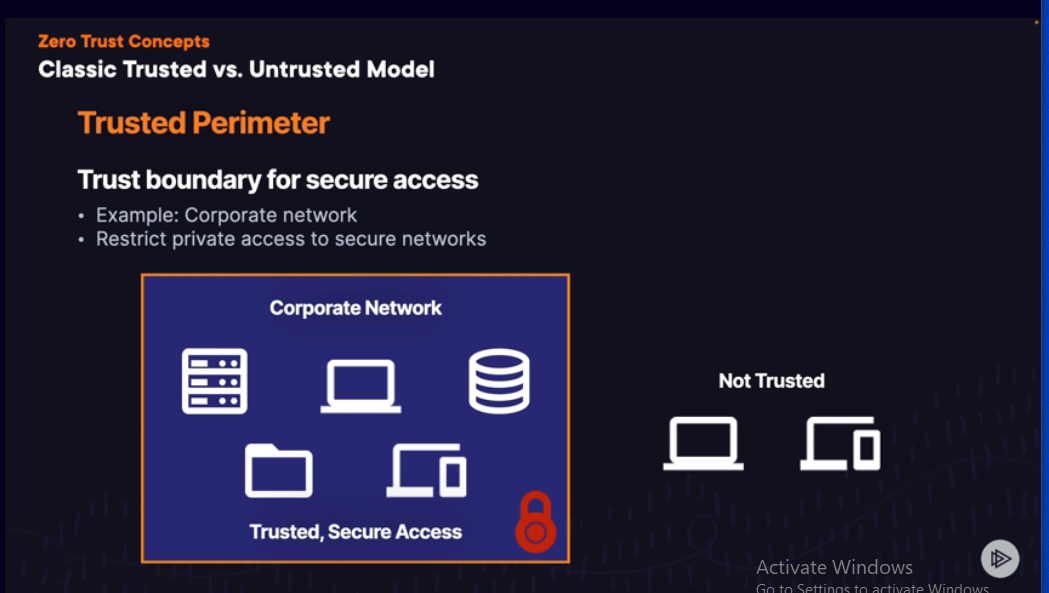 Zero Trust Concepts
Classic Trusted vs. Untrusted Model
Trusted Perimeter
Trust boundary for secure access
• Example: Corporate network
• Restrict private access to secure networks
Corporate Network
Not Trusted
Trusted, Secure Access
Activate Windows
Go to Settings to activate Windows.